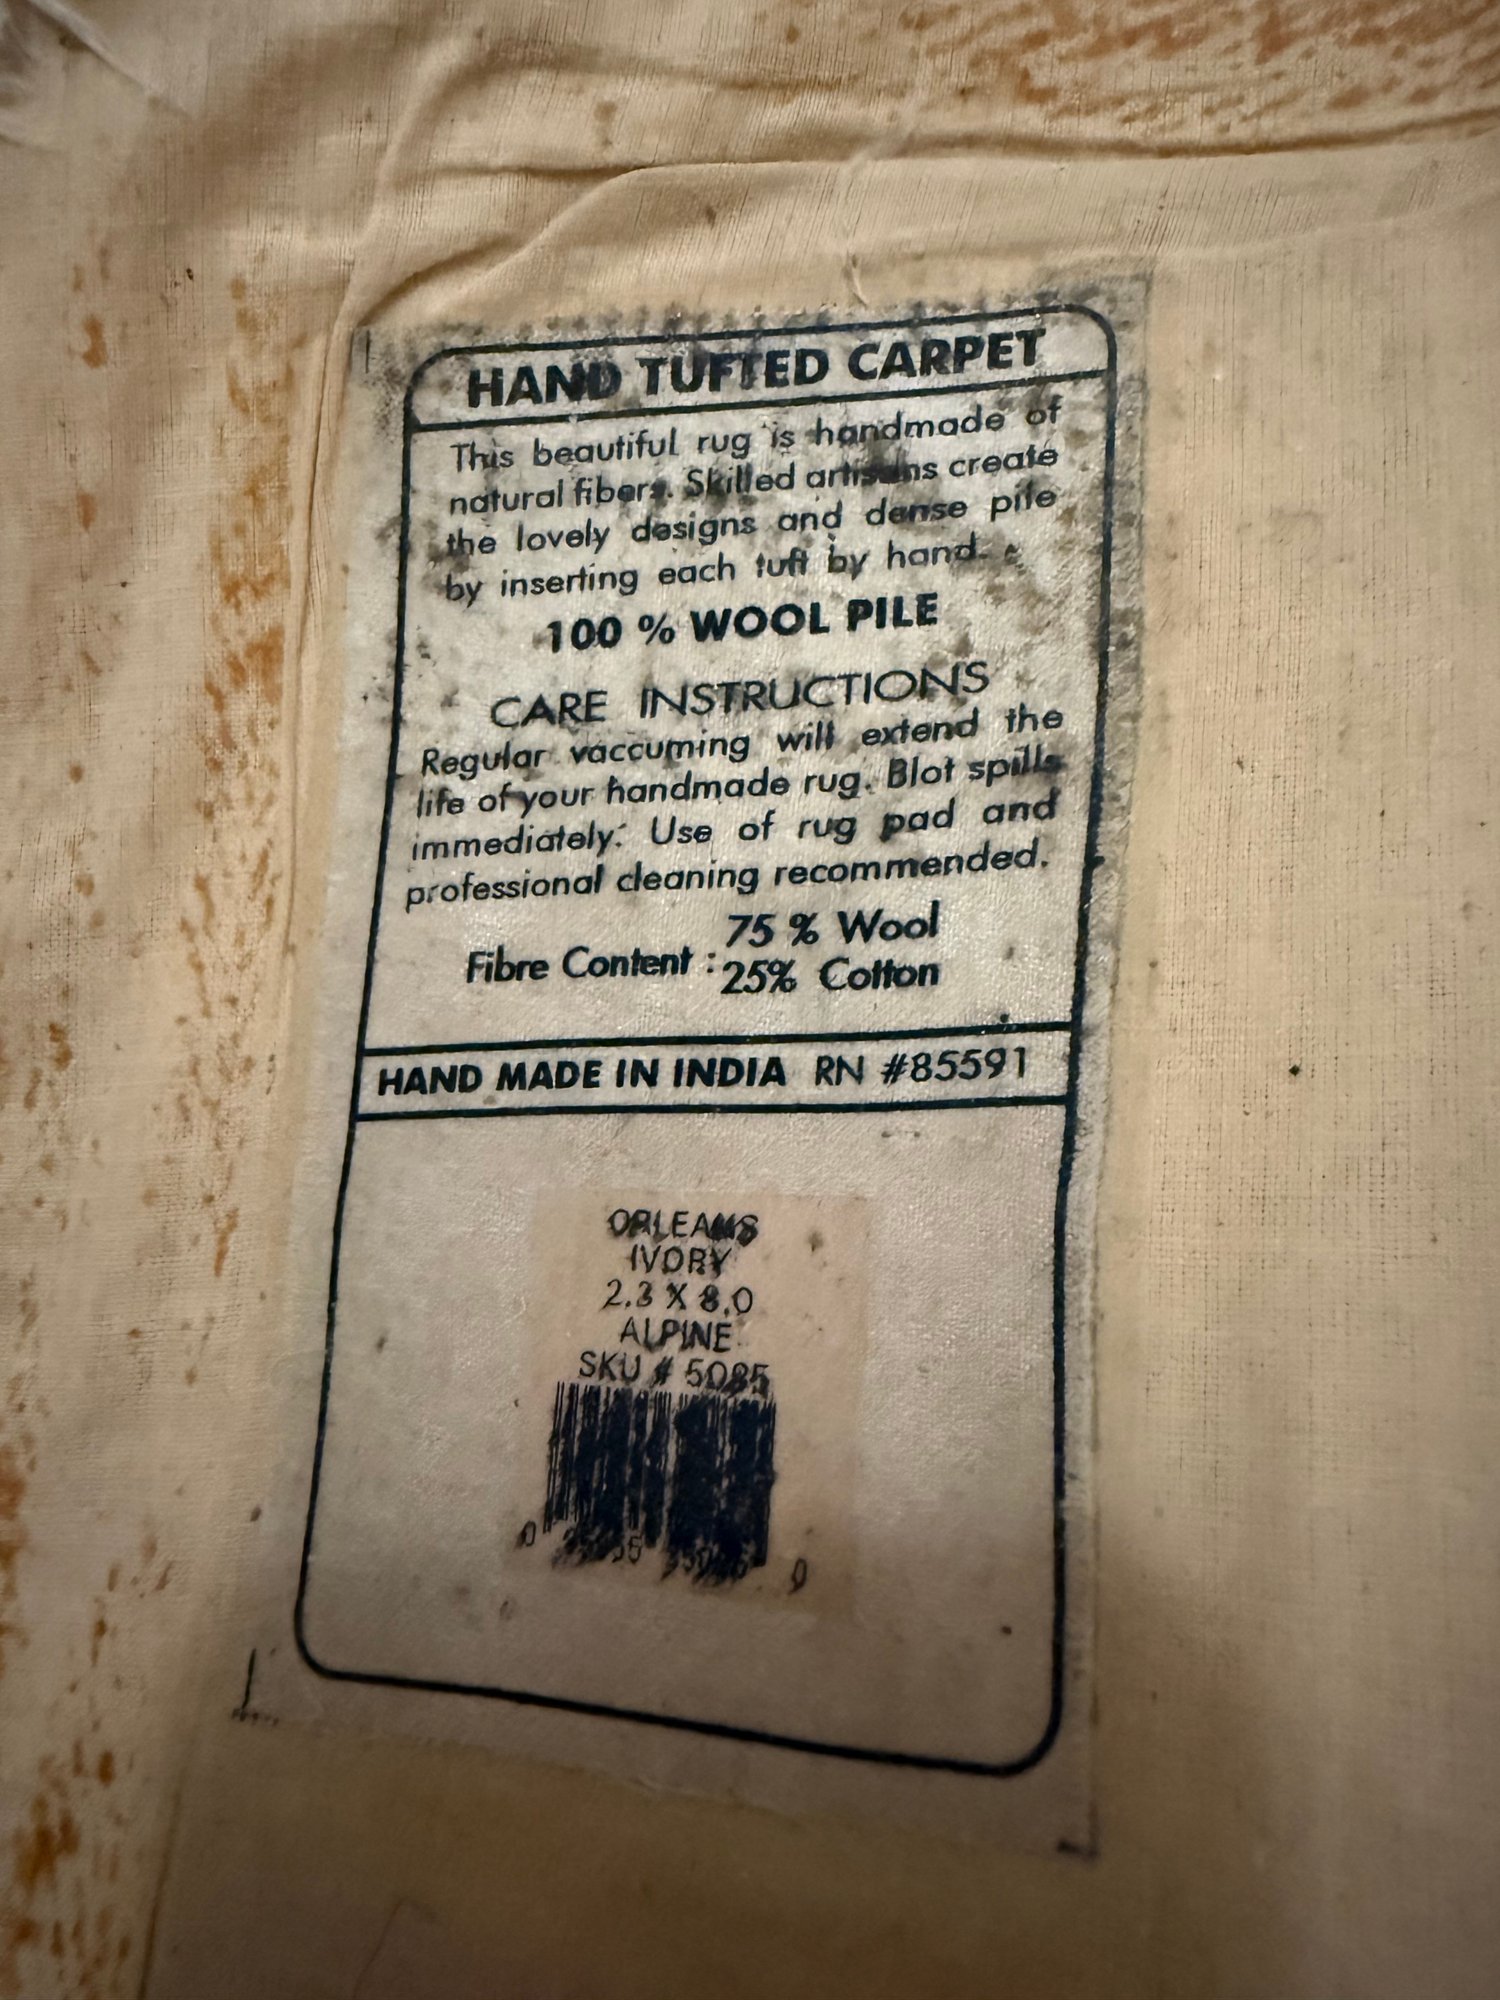 HAND TUFTED CARPET
This beautiful rug is handmade of
natural fibers. Skilled artisans create
the lovely designs and dense pile
by inserting each tuft by hand.
100 % WOOL PILE
CARE INSTRUCTIONS
Regular vaccuming will extend the
life of your handmade rug. Blot spills
immediately. Use of rug pad and
professional cleaning recommended.
Fibre Content : 75 % Wool
25% Cotton
HAND MADE IN INDIA RN #85591
ORLEANS
IVORY
2.3 X 8.0
ALPINE
SKU # 5085
0 9